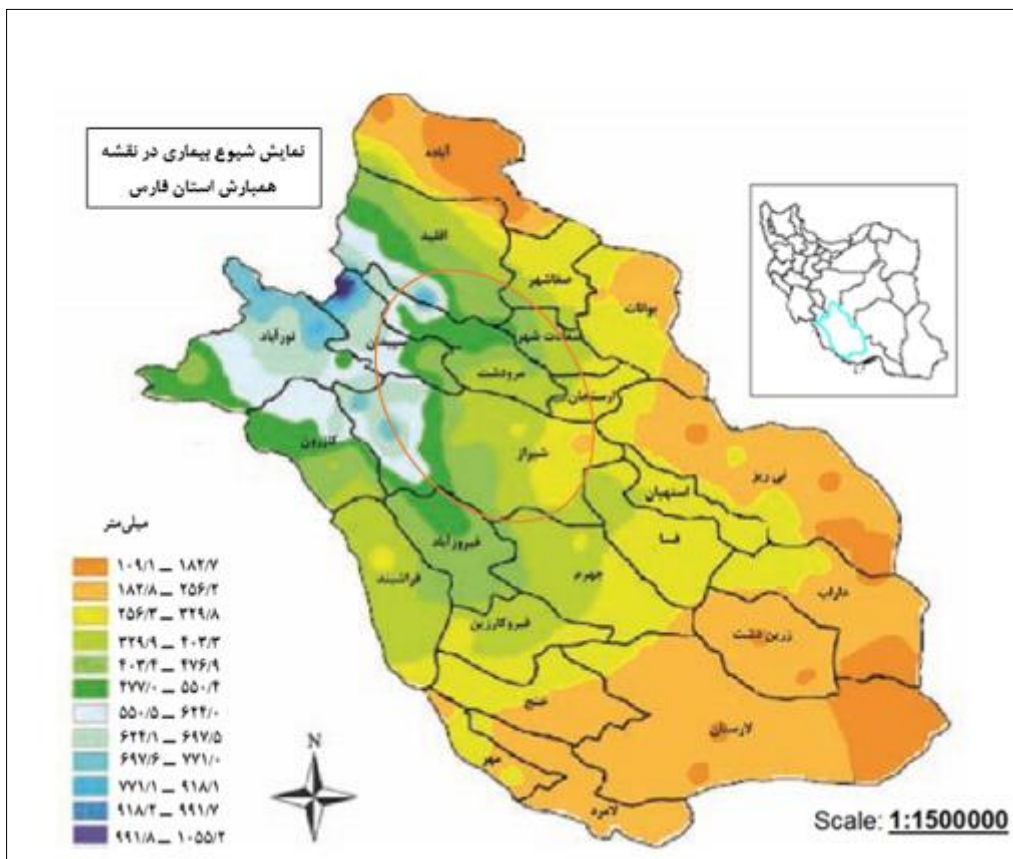 نمایش شیوع بیماری در نقشه
همبارش استان فارس
آباده
اقلید
صفاشهر
بوانات
نورآباد
سپیدان
سعادت شهر
مرودشت
ارسنجان
کازرون
شیراز
نی ریز
استهبان
فسا
فیروزآباد
جهرم
فراشبند
داراب
زرین دشت
قیروکارزین
خنج
لارستان
مهر
لامرد
میلی‌متر
۱۰۹/۱ – ۱۸۲/۷
۱۸۲/۸ – ۲۵۶/۲
۲۵۶/۳ – ۳۲۹/۸
۳۲۹/۹ – ۴۰۳/۳
۴۰۳/۴ – ۴۷۶/۹
۴۷۷/۰ – ۵۵۰/۴
۵۵۰/۵ – ۶۲۴/۰
۶۲۴/۱ – ۶۹۷/۵
۶۹۷/۶ – ۷۷۱/۰
۷۷۱/۱ – ۹۱۸/۱
۹۱۸/۲ – ۹۹۱/۷
۹۹۱/۸ – ۱۰۵۵/۲
N
Scale: 1:1500000